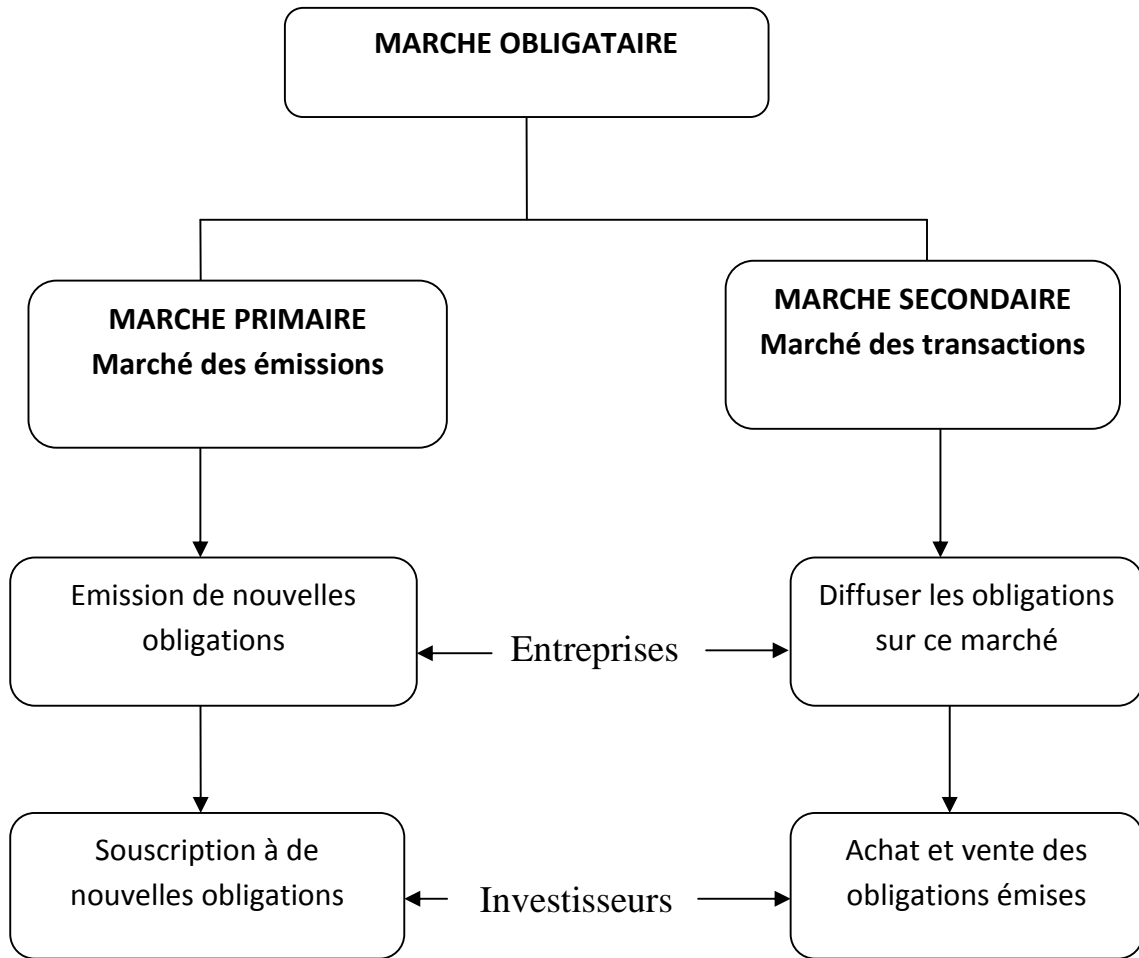 MARCHE OBLIGATAIRE
MARCHE PRIMAIRE
Marché des émissions
MARCHE SECONDAIRE
Marché des transactions
Emission de nouvelles
obligations
Entreprises
Diffuser les obligations
sur ce marché
Souscription à de
nouvelles obligations
Investisseurs
Achat et vente des
obligations émises